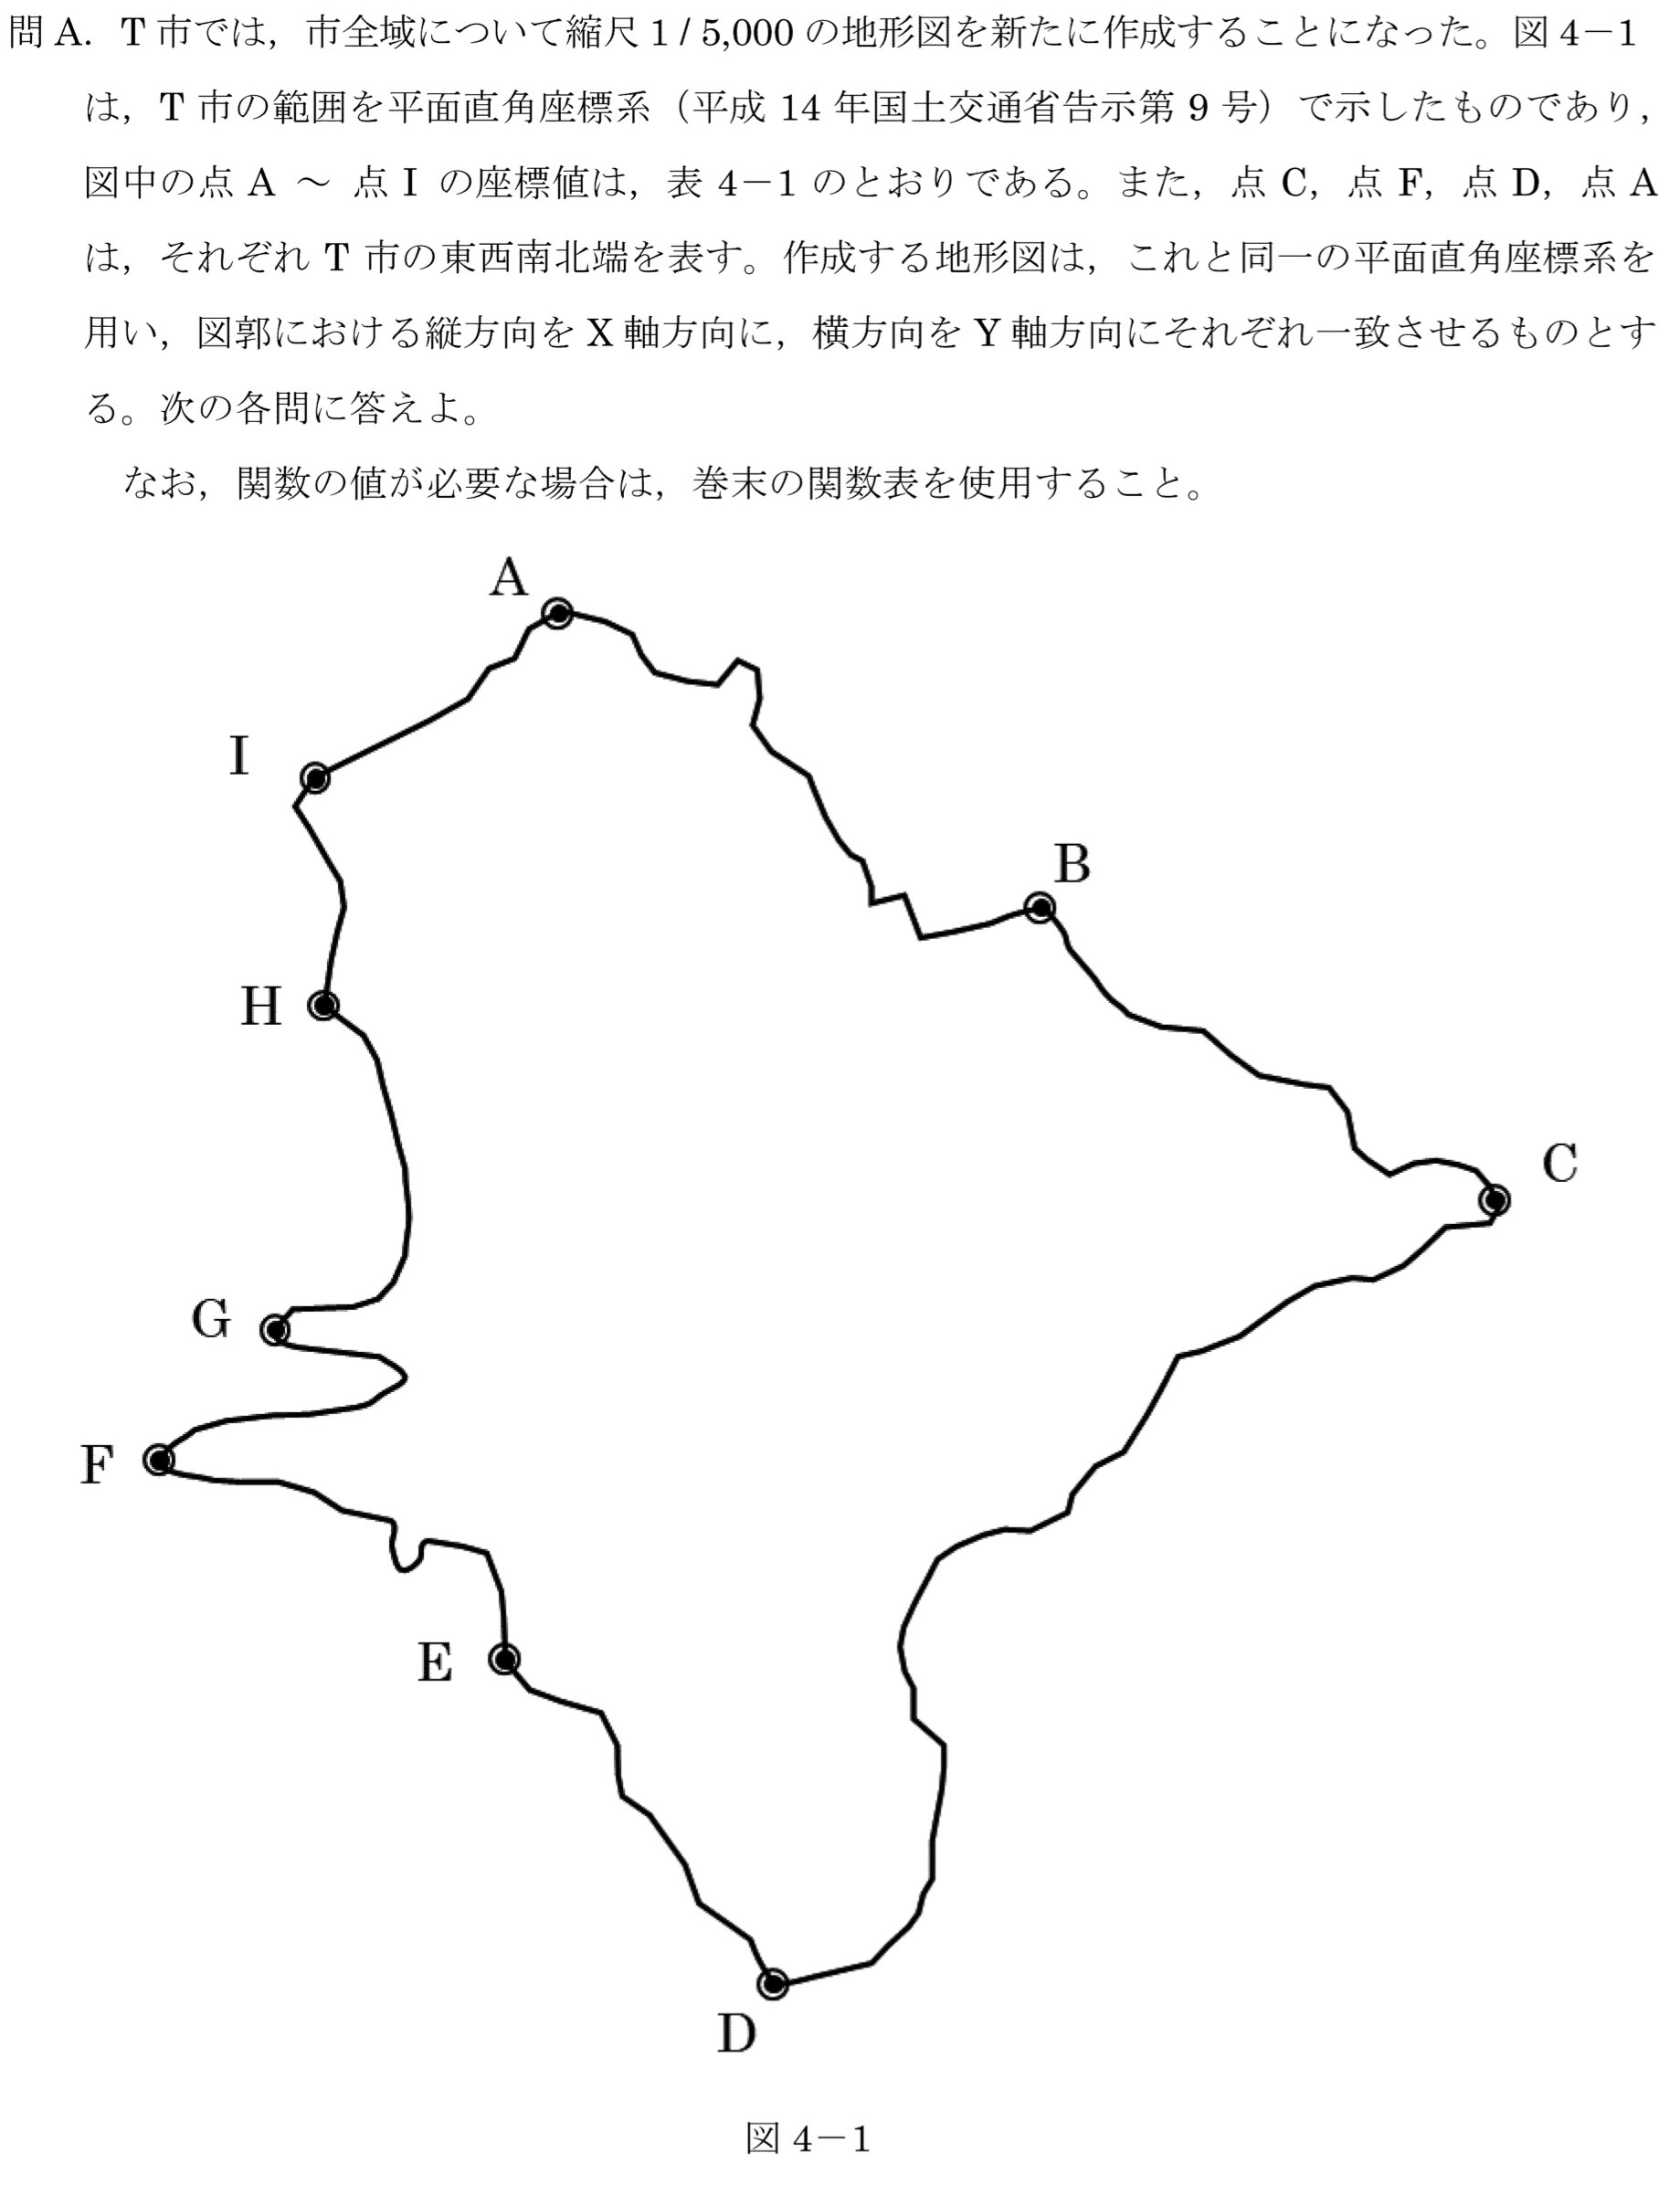 問 A．T 市では，市全域について縮尺 1 / 5,000 の地形図を新たに作成することになった。図 4－1
は，T 市の範囲を平面直角座標系（平成 14 年国土交通省告示第 9 号）で示したものであり，
図中の点 A ～ 点 I の座標値は，表 4－1 のとおりである。また，点 C，点 F，点 D，点 A
は，それぞれ T 市の東西南北端を表す。作成する地形図は，これと同一の平面直角座標系を
用い，図郭における縦方向を X 軸方向に，横方向を Y 軸方向にそれぞれ一致させるものとす
る。次の各問に答えよ。
なお，関数の値が必要な場合は，巻末の関数表を使用すること。
A
I
B
H
C
G
F
E
D
図 4－1